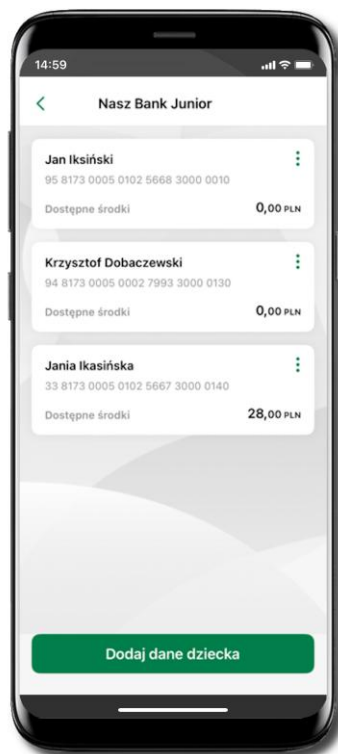 14:59
Nasz Bank Junior
Jan Iksiński
95 8173 0005 0102 5668 3000 0010
Dostępne środki 0,00 PLN
Krzysztof Dobaczewski
94 8173 0005 0002 7993 3000 0130
Dostępne środki 0,00 PLN
Jania Ikasińska
33 8173 0005 0102 5667 3000 0140
Dostępne środki 28,00 PLN
Dodaj dane dziecka